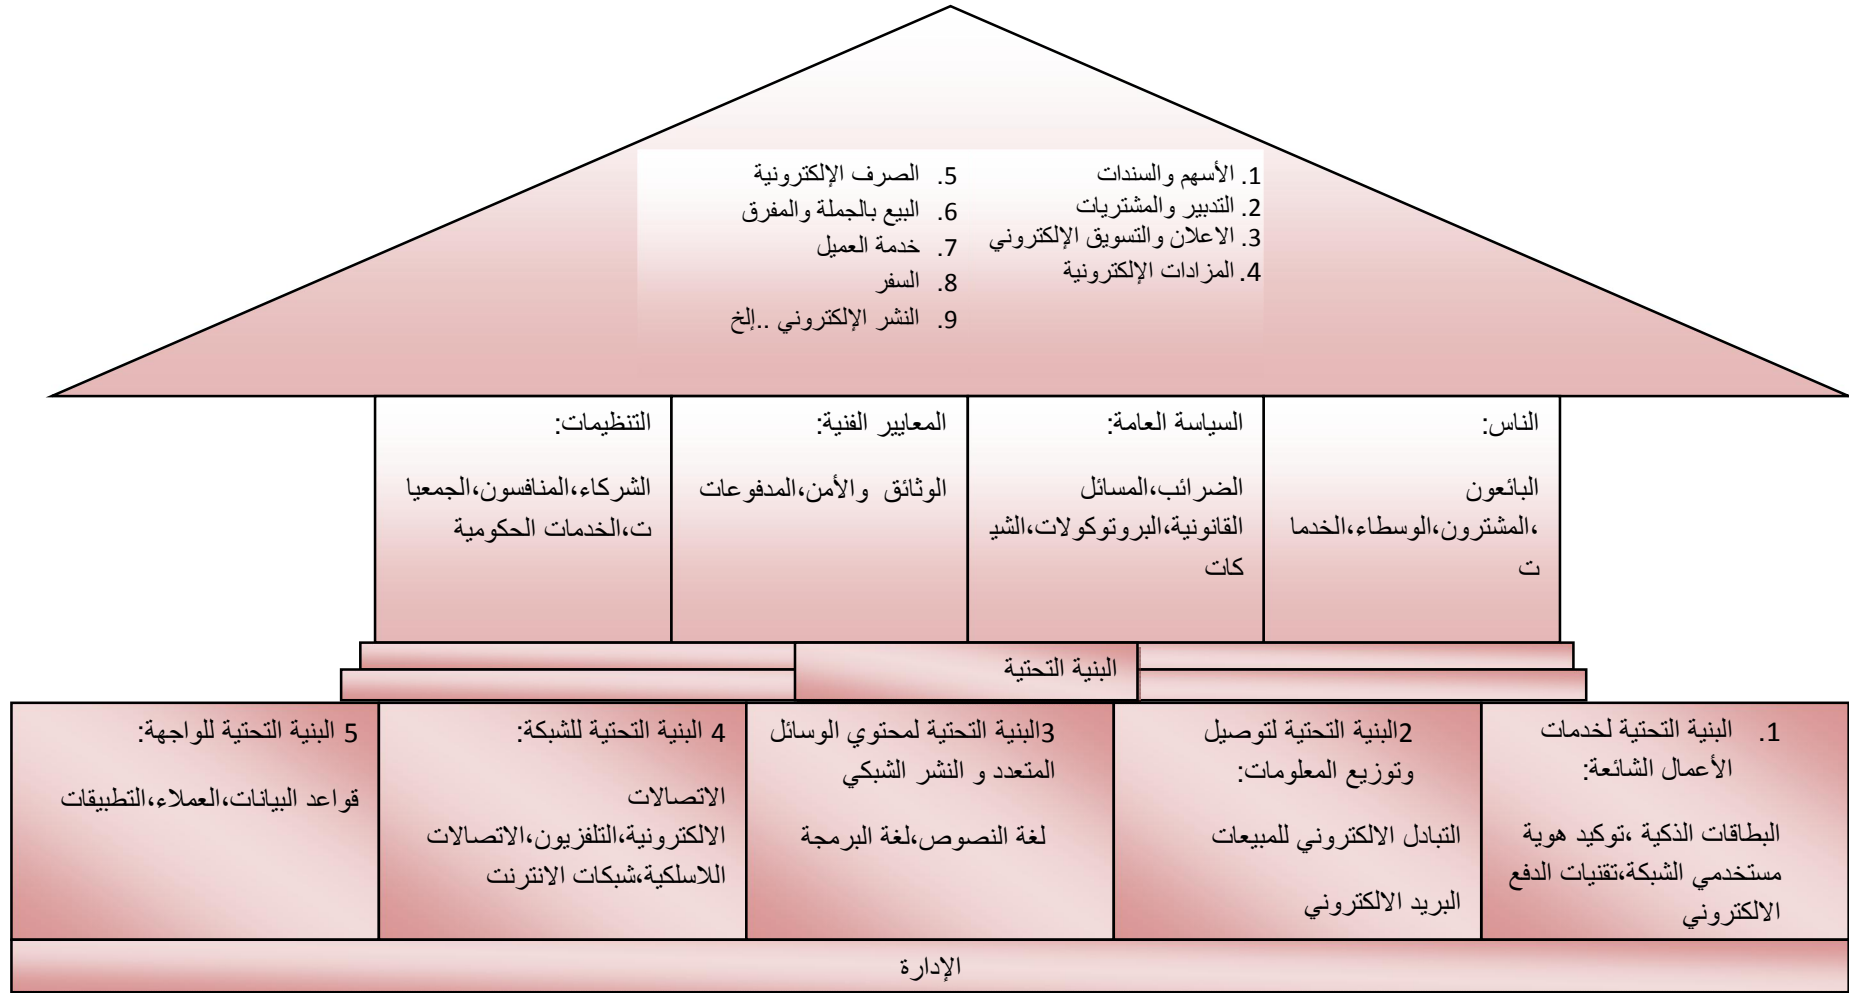 1. الأسهم والسندات
2. التدبير والمشتريات
3. الاعلان والتسويق الإلكتروني
4. المزادات الإلكترونية
5. الصرف الإلكترونية
6. البيع بالجملة والمفرق
7. خدمة العميل
8. السفر
9. النشر الإلكتروني ..إلخ
الناس:
البائعون
،المشترون،الوسطاء،الخدما
ت
السياسة العامة:
الضرائب،المسائل
القانونية،البروتوكولات،الشب
كات
المعايير الفنية:
الوثائق والأمن،المدفوعات
التنظيمات:
الشركاء،المنافسون،الجمعيا
ت،الخدمات الحكومية
البنية التحتية
1. البنية التحتية لخدمات
الأعمال الشائعة:
البطاقات الذكية ،توكيد هوية
مستخدمي الشبكة،تقنيات الدفع
الالكتروني
2البنية التحتية لتوصيل
وتوزيع المعلومات:
التبادل الالكتروني للمبيعات
البريد الالكتروني
3البنية التحتية لمحتوي الوسائل
المتعدد و النشر الشبكي
لغة النصوص،لغة البرمجة
4 البنية التحتية للشبكة:
الاتصالات
الالكترونية،التلفزيون،الاتصالات
اللاسلكية،شبكات الانترنت
5 البنية التحتية للواجهة:
قواعد البيانات،العملاء،التطبيقات
الإدارة